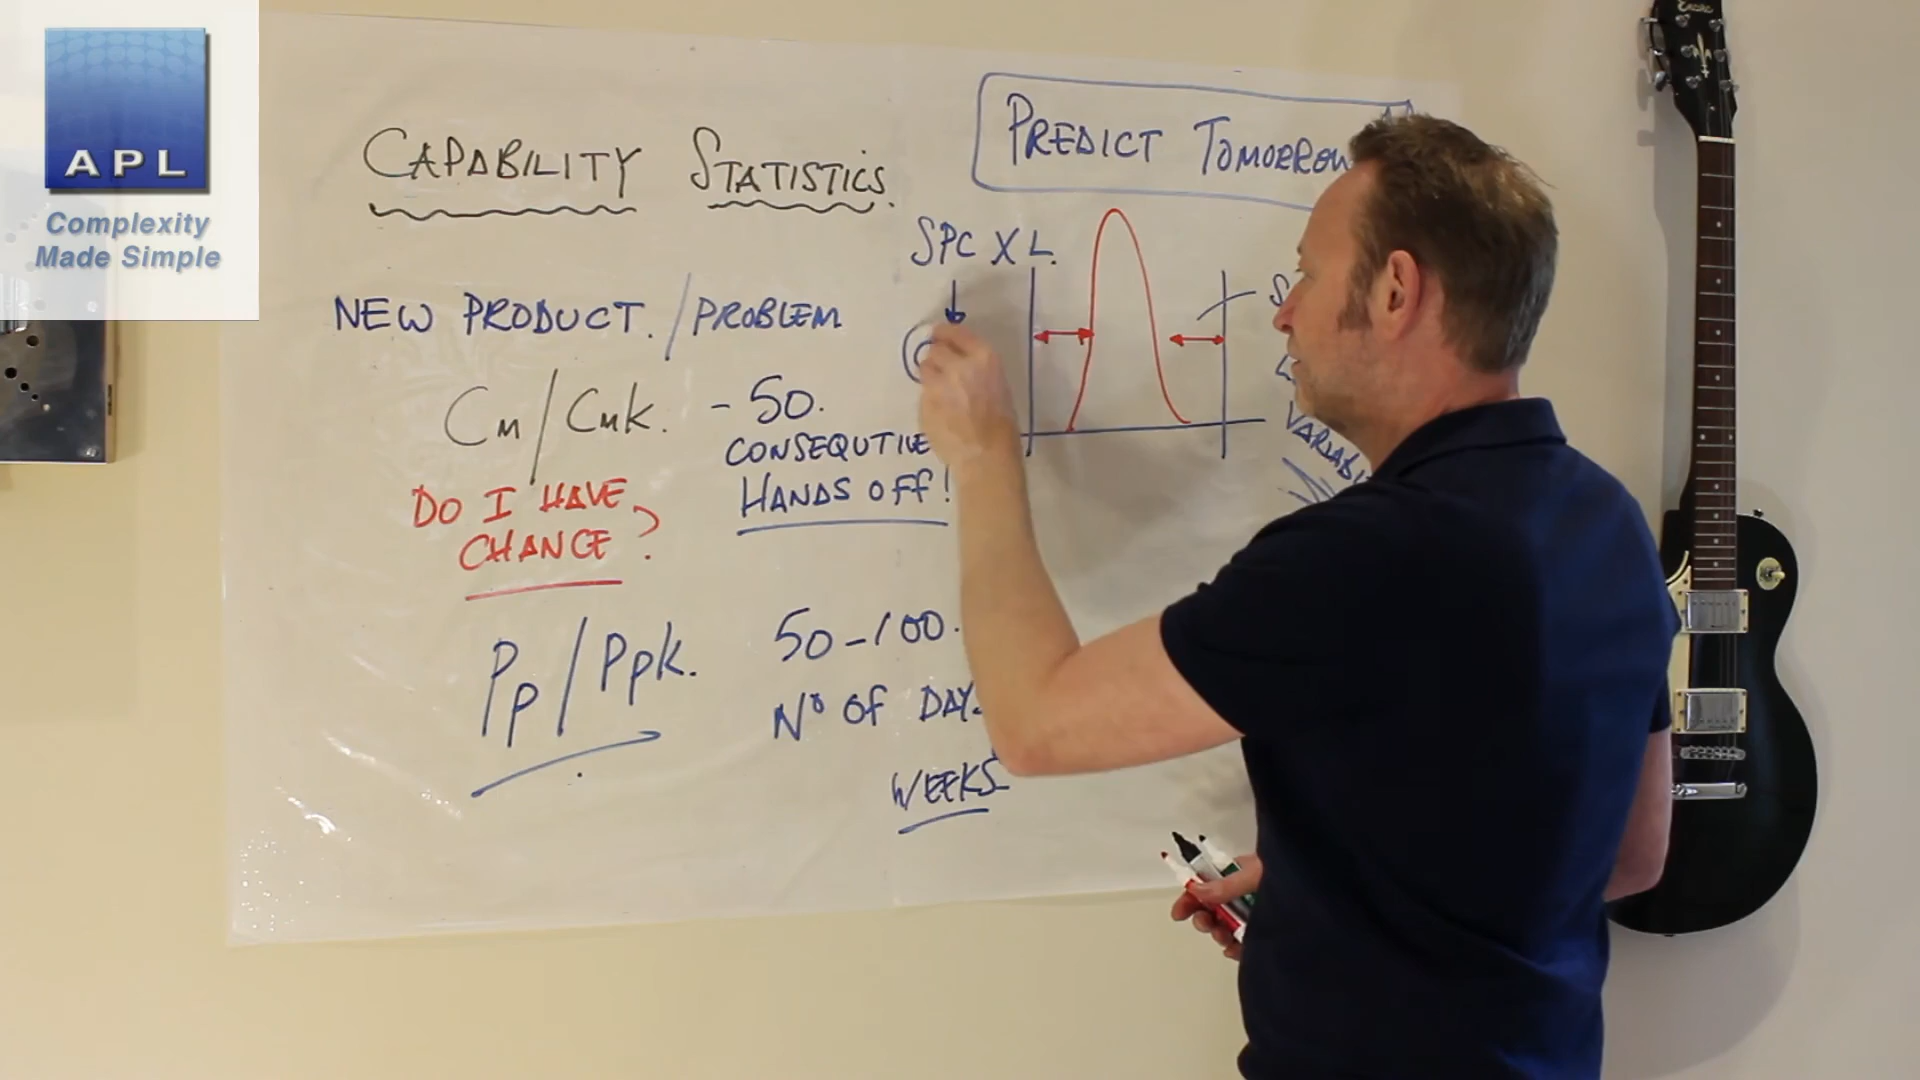 APL
Complexity
Made Simple
CAPABILITY STATISTICS.
PREDICT TOMORROW
SPC XL.
NEW PRODUCT. / PROBLEM
Cm / Cmk. - 50.
CONSEQUTIVE
HANDS OFF!
DO I HAVE
CHANCE?
Pp / Ppk. 50-100.
Nº OF DAY
WEEKS